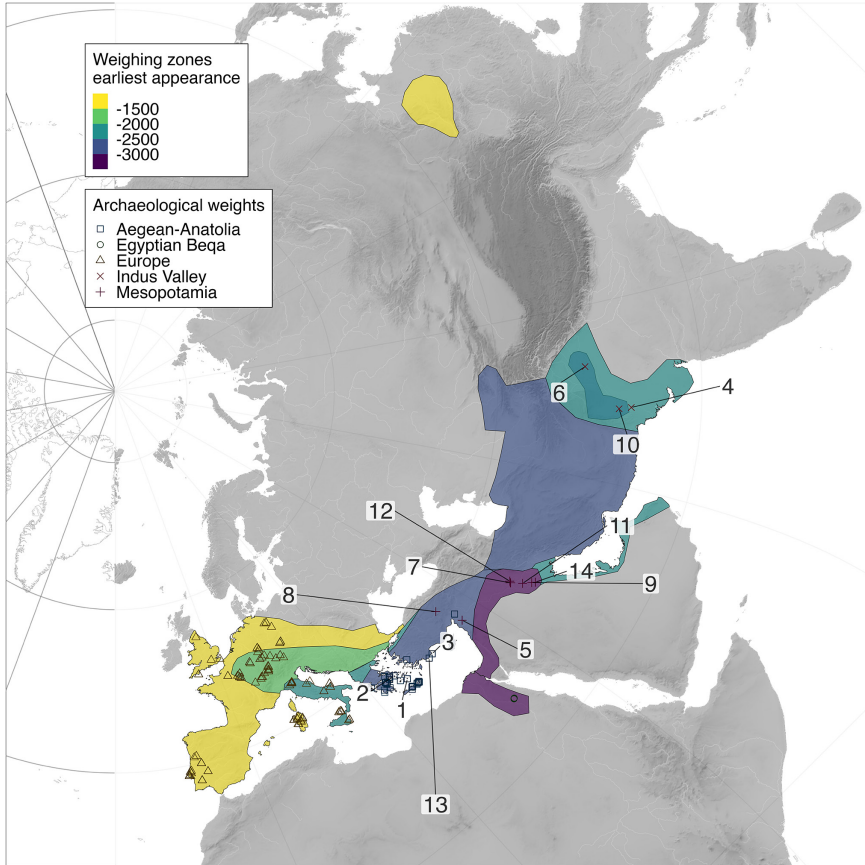 Weighing zones
earliest appearance
-1500
-2000
-2500
-3000
Archaeological weights
Aegean-Anatolia
Egyptian Beqa
Europe
Indus Valley
Mesopotamia
4
6
10
12
11
7
14
9
8
3
5
2
1
13